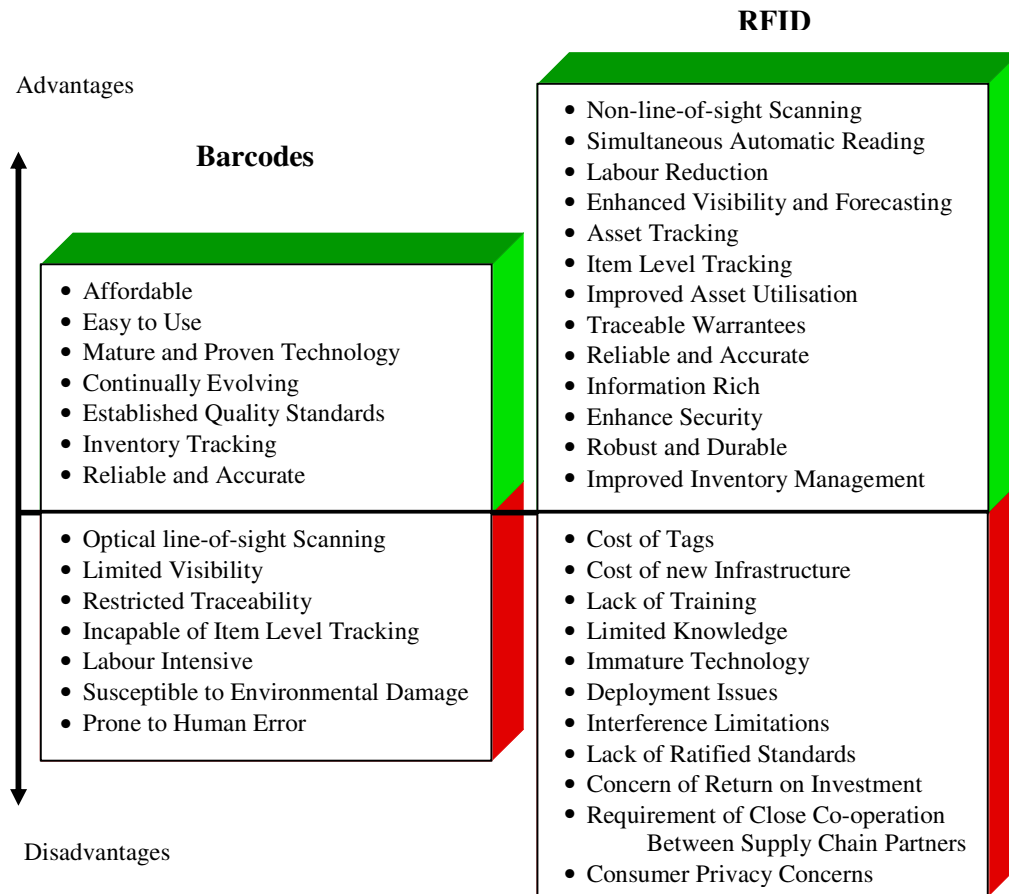 RFID
Advantages
Barcodes
• Non-line-of-sight Scanning
• Simultaneous Automatic Reading
• Labour Reduction
• Enhanced Visibility and Forecasting
• Asset Tracking
• Item Level Tracking
• Improved Asset Utilisation
• Traceable Warrantees
• Reliable and Accurate
• Information Rich
• Enhance Security
• Robust and Durable
• Improved Inventory Management
• Affordable
• Easy to Use
• Mature and Proven Technology
• Continually Evolving
• Established Quality Standards
• Inventory Tracking
• Reliable and Accurate
• Optical line-of-sight Scanning
• Limited Visibility
• Restricted Traceability
• Incapable of Item Level Tracking
• Labour Intensive
• Susceptible to Environmental Damage
• Prone to Human Error
• Cost of Tags
• Cost of new Infrastructure
• Lack of Training
• Limited Knowledge
• Immature Technology
• Deployment Issues
• Interference Limitations
• Lack of Ratified Standards
• Concern of Return on Investment
• Requirement of Close Co-operation
Between Supply Chain Partners
• Consumer Privacy Concerns
Disadvantages